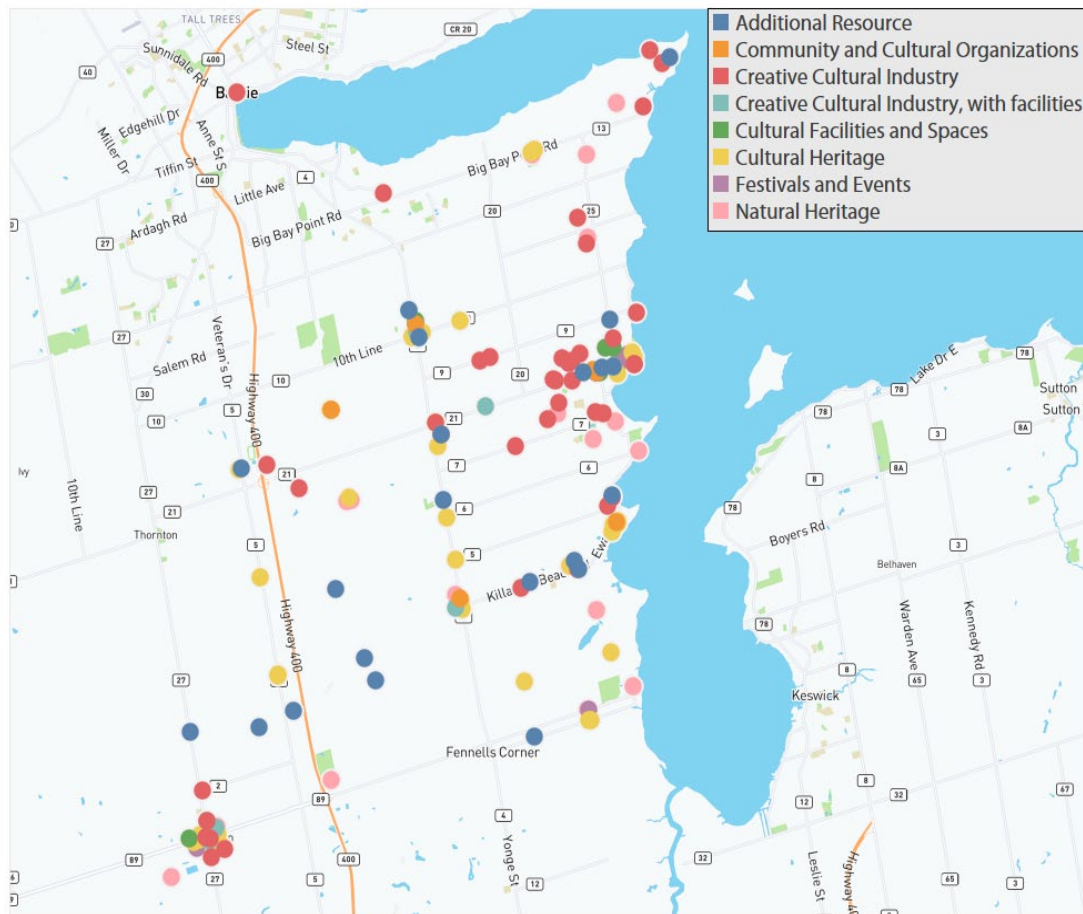 TALL TREES
CR 20
Steel St
Sunnidale Rd
400
40
Edgehill Dr
Miller Dr
Anne St S
Tiffin St
400
Little Ave
4
Big Bay Point Rd
13
Ardagh Rd
Big Bay Point Rd
20
25
27
10th Line
9
Salem Rd
Veteran's Dr
Highway 400
10
9
20
30
10
5
21
7
7
Ivy
10th Line
27
21
21
6
6
Thornton
5
5
Highway 400
27
Fennells Corner
2
89
89
27
5
400
4
Yonge St
12
Additional Resource
Community and Cultural Organizations
Creative Cultural Industry
Creative Cultural Industry, with facilities
Cultural Facilities and Spaces
Cultural Heritage
Festivals and Events
Natural Heritage
Lake Dr E
78
78
78
Sutton
Sutton
3
8A
8
8A
78
Boyers Rd
3
Belhaven
78
Warden Ave
Kennedy Rd
8
65
3
Keswick
8
12
32
67
32
Leslie St
65
3